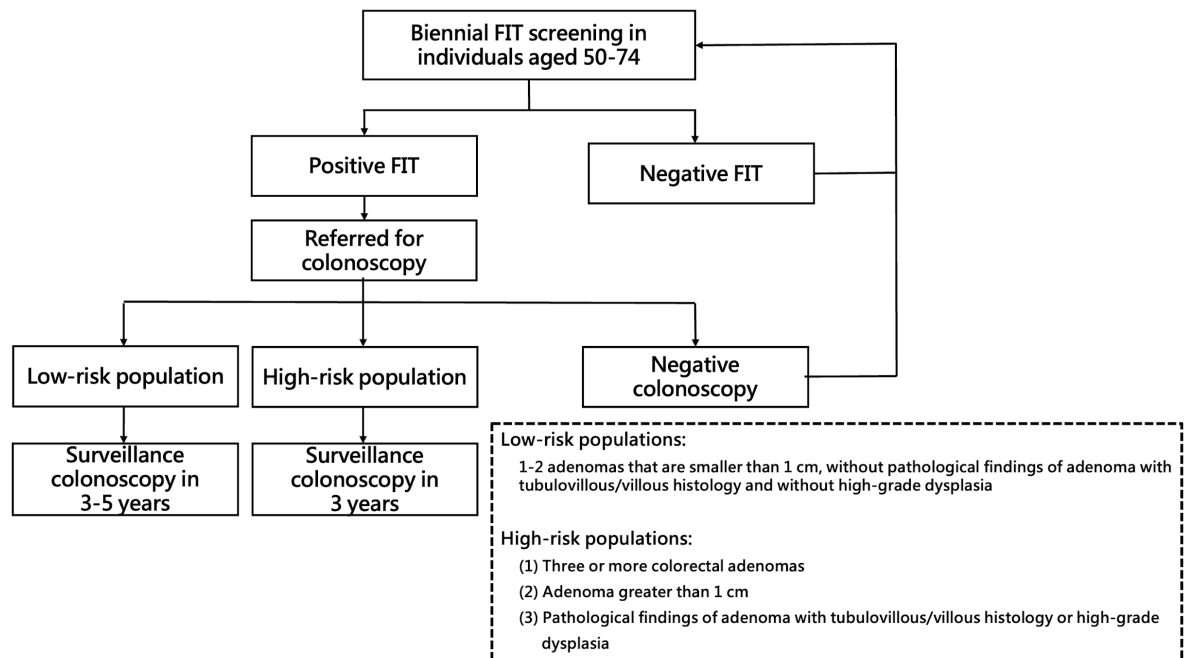 Biennial FIT screening in
individuals aged 50-74
Positive FIT
Negative FIT
Referred for
colonoscopy
Low-risk population
High-risk population
Negative
colonoscopy
Surveillance
colonoscopy in
3-5 years
Surveillance
colonoscopy in
3 years
Low-risk populations:
1-2 adenomas that are smaller than 1 cm, without pathological findings of adenoma with
tubulovillous/villous histology and without high-grade dysplasia
High-risk populations:
(1) Three or more colorectal adenomas
(2) Adenoma greater than 1 cm
(3) Pathological findings of adenoma with tubulovillous/villous histology or high-grade
dysplasia